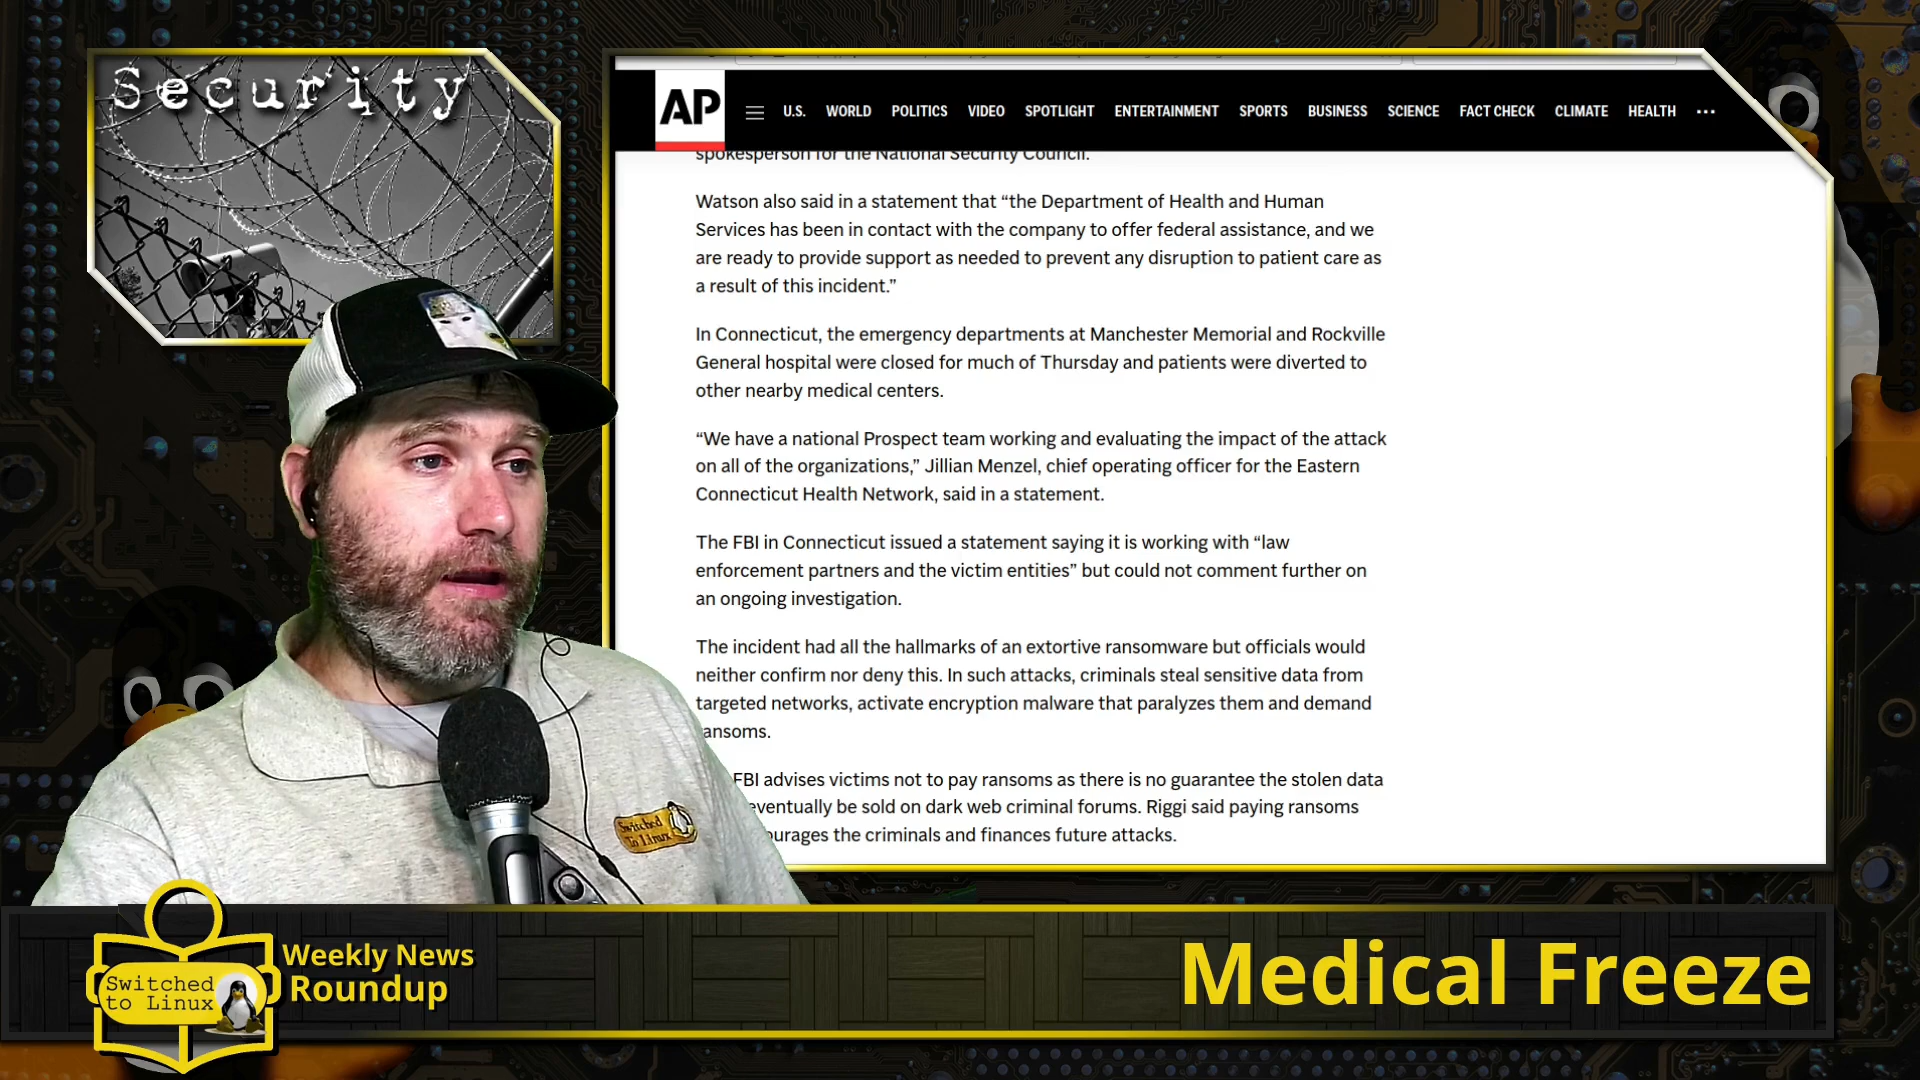 Security
AP
U.S. WORLD POLITICS VIDEO SPOTLIGHT ENTERTAINMENT SPORTS BUSINESS SCIENCE FACT CHECK CLIMATE HEALTH ...
spokesperson for the National Security Council.
Watson also said in a statement that “the Department of Health and Human
Services has been in contact with the company to offer federal assistance, and we
are ready to provide support as needed to prevent any disruption to patient care as
a result of this incident.”
In Connecticut, the emergency departments at Manchester Memorial and Rockville
General hospital were closed for much of Thursday and patients were diverted to
other nearby medical centers.
“We have a national Prospect team working and evaluating the impact of the attack
on all of the organizations,” Jillian Menzel, chief operating officer for the Eastern
Connecticut Health Network, said in a statement.
The FBI in Connecticut issued a statement saying it is working with “law
enforcement partners and the victim entities” but could not comment further on
an ongoing investigation.
The incident had all the hallmarks of an extortive ransomware but officials would
neither confirm nor deny this. In such attacks, criminals steal sensitive data from
targeted networks, activate encryption malware that paralyzes them and demand
ansoms.
FBI advises victims not to pay ransoms as there is no guarantee the stolen data
eventually be sold on dark web criminal forums. Riggi said paying ransoms
ourages the criminals and finances future attacks.
Switched
To Linux
Switched
to Linux
Weekly News
Roundup
Medical Freeze